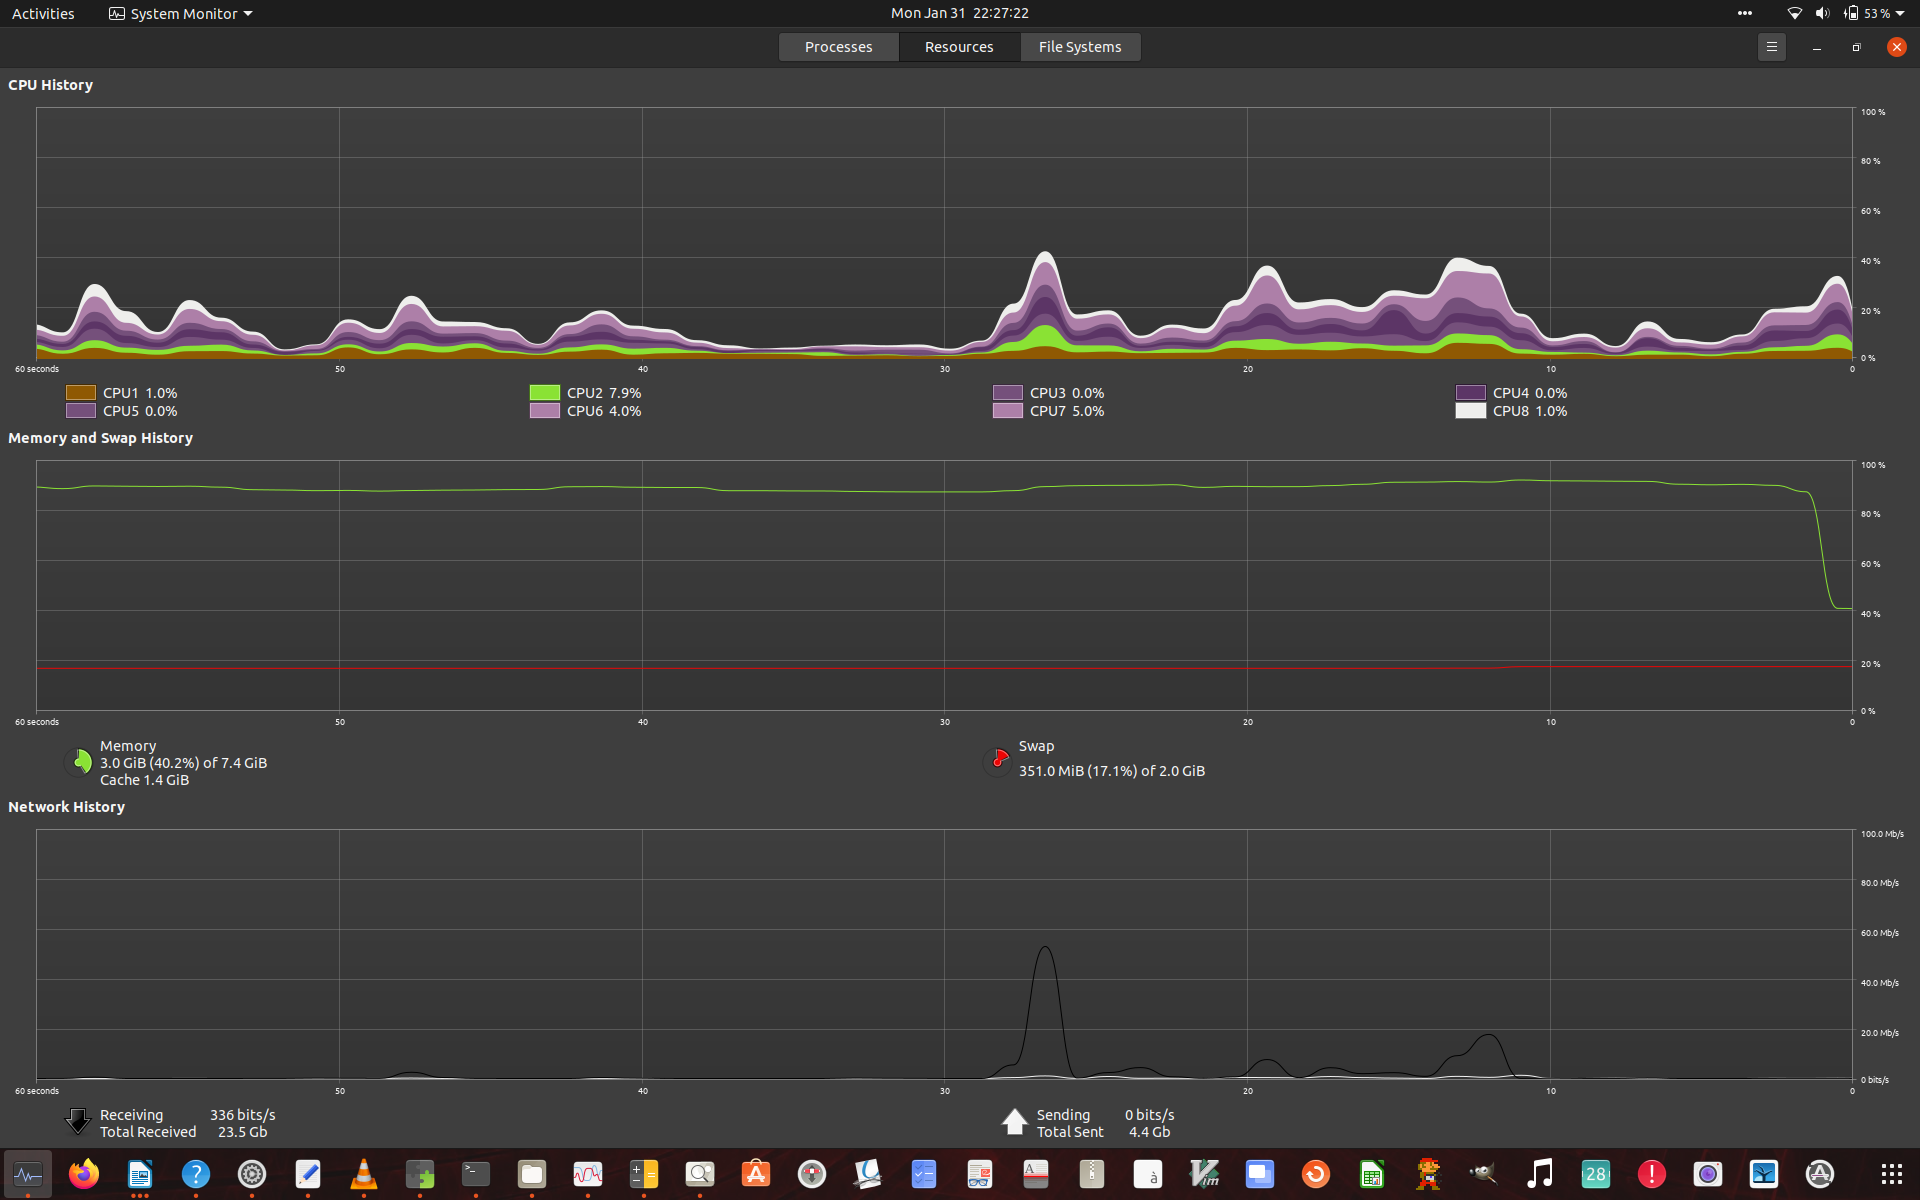 Activities System Monitor Mon Jan 31 22:27:22 53 %
Processes Resources File Systems
CPU History
100 %
80 %
60 %
40 %
20 %
0 %
60 seconds 50 40 30 20 10 0
CPU1 1.0% CPU2 7.9% CPU3 0.0% CPU4 0.0%
CPU5 0.0% CPU6 4.0% CPU7 5.0% CPU8 1.0%
Memory and Swap History
100 %
80 %
60 %
40 %
20 %
0 %
60 seconds 50 40 30 20 10 0
Memory
3.0 GiB (40.2%) of 7.4 GiB
Cache 1.4 GiB
Swap
351.0 MiB (17.1%) of 2.0 GiB
Network History
100.0 Mb/s
80.0 Mb/s
60.0 Mb/s
40.0 Mb/s
20.0 Mb/s
0 bits/s
60 seconds 50 40 30 20 10 0
Receiving 336 bits/s Sending 0 bits/s
Total Received 23.5 Gb Total Sent 4.4 Gb
? >_ A A à Vim 28 !